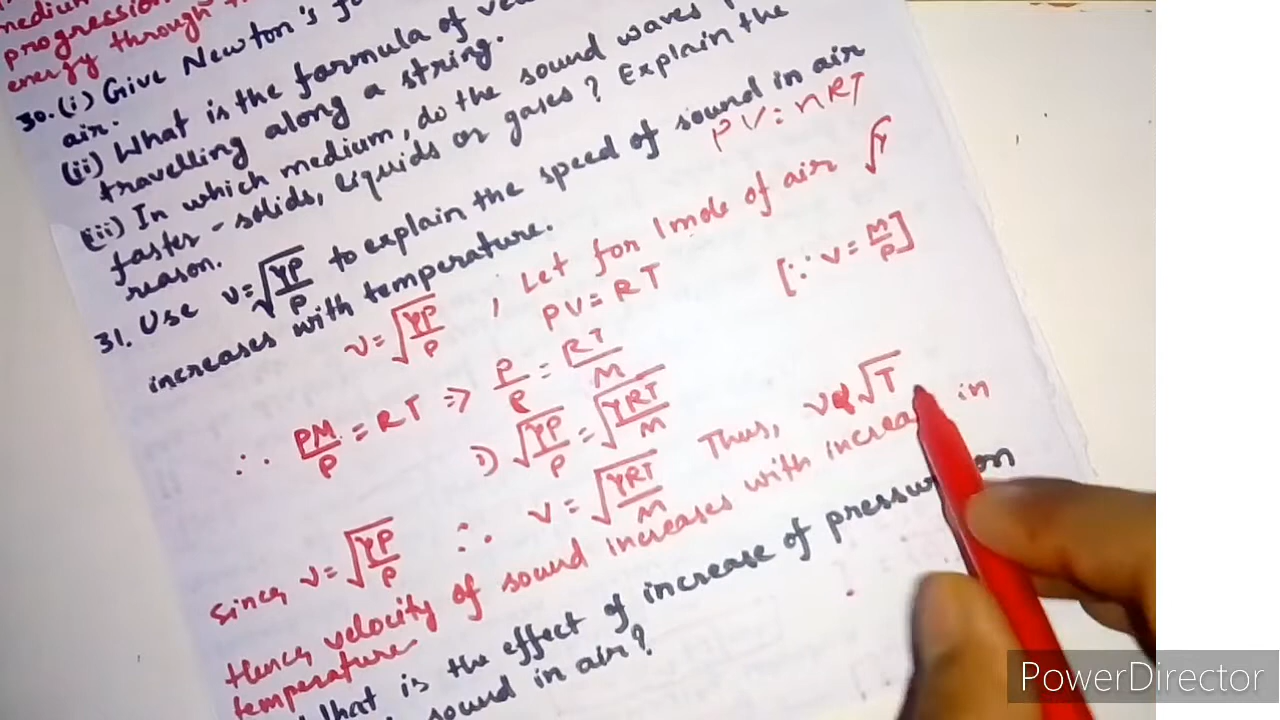 medium
progression
energy through
30. (i) Give Newton's
air.
(ii) What is the formula of
travelling along a string.
(ii) In which medium, do the sound waves
faster - solids, liquids or gases? Explain the
reason.
31. Use v=√(γP/ρ) to explain the speed of sound in air
increases with temperature.
PV=nRT
v=√(γP/ρ), Let for 1 mole of air
PV=RT [∵ v=M/ρ]
∴ PM/ρ = RT ⇒ P/ρ = RT/M
√(γP/ρ) = √(γRT/M)
Since, v=√(γP/ρ) ∴ v=√(γRT/M) Thus, v∝√T
Hence, velocity of sound increases with increase in
temperature
What is the effect of increase of pressure on
sound in air?
PowerDirector